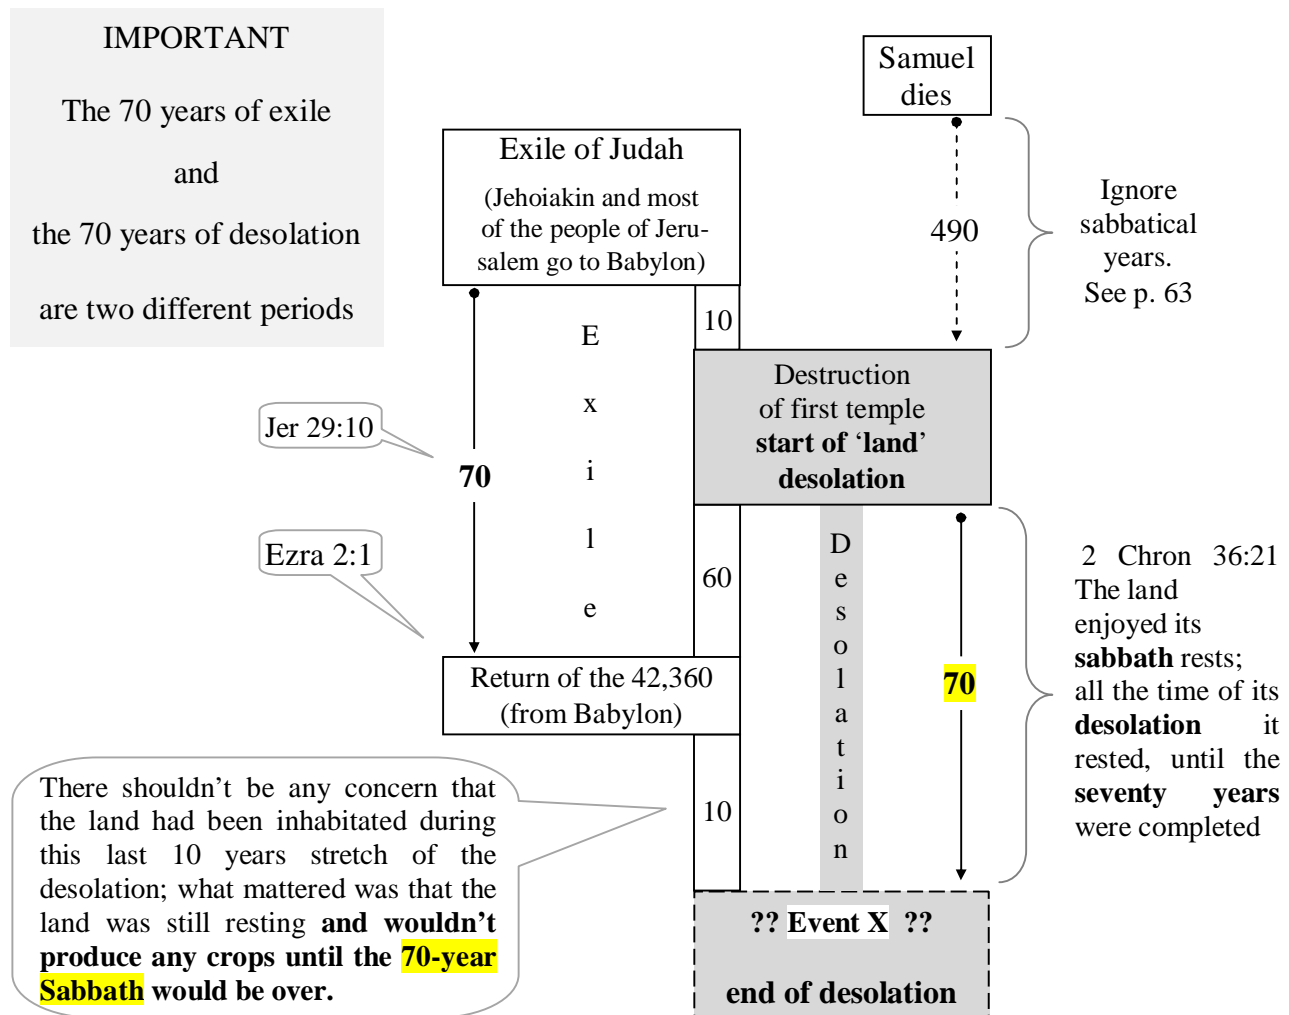 IMPORTANT
The 70 years of exile
and
the 70 years of desolation
are two different periods
Samuel
dies
490
Ignore
sabbatical
years.
See p. 63
Exile of Judah
(Jehoiakin and most
of the people of Jeru-
salem go to Babylon)
10
Jer 29:10
70
Ezra 2:1
E
x
i
l
e
Destruction
of first temple
start of ‘land’
desolation
60
D
e
s
o
l
a
t
i
o
n
70
2 Chron 36:21
The land
enjoyed its
sabbath rests;
all the time of its
desolation it
rested, until the
seventy years
were completed
Return of the 42,360
(from Babylon)
10
There shouldn’t be any concern that
the land had been inhabitated during
this last 10 years stretch of the
desolation; what mattered was that the
land was still resting and wouldn’t
produce any crops until the 70-year
Sabbath would be over.
?? Event X ??
end of desolation